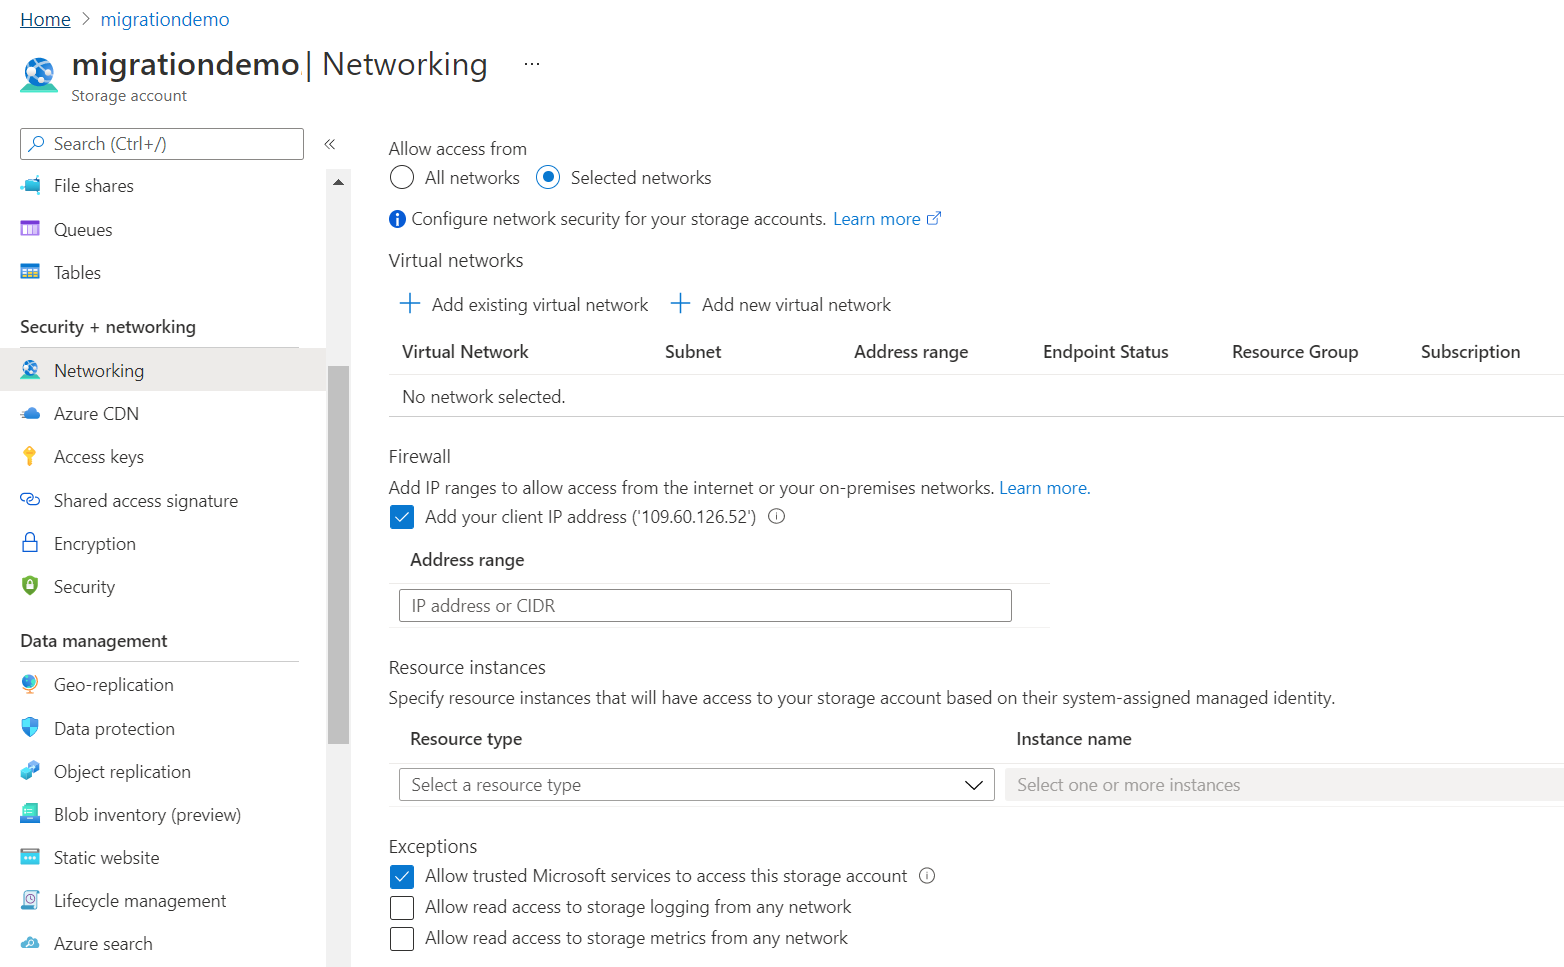 Home > migrationdemo
migrationdemo | Networking ...
Storage account
Search (Ctrl+/)
«
File shares
Queues
Tables
Security + networking
Networking
Azure CDN
Access keys
Shared access signature
Encryption
Security
Data management
Geo-replication
Data protection
Object replication
Blob inventory (preview)
Static website
Lifecycle management
Azure search
Allow access from
All networks Selected networks
Configure network security for your storage accounts. Learn more
Virtual networks
+ Add existing virtual network + Add new virtual network
Virtual Network Subnet Address range Endpoint Status Resource Group Subscription
No network selected.
Firewall
Add IP ranges to allow access from the internet or your on-premises networks. Learn more.
Add your client IP address ('109.60.126.52')
Address range
IP address or CIDR
Resource instances
Specify resource instances that will have access to your storage account based on their system-assigned managed identity.
Resource type Instance name
Select a resource type Select one or more instances
Exceptions
Allow trusted Microsoft services to access this storage account
Allow read access to storage logging from any network
Allow read access to storage metrics from any network